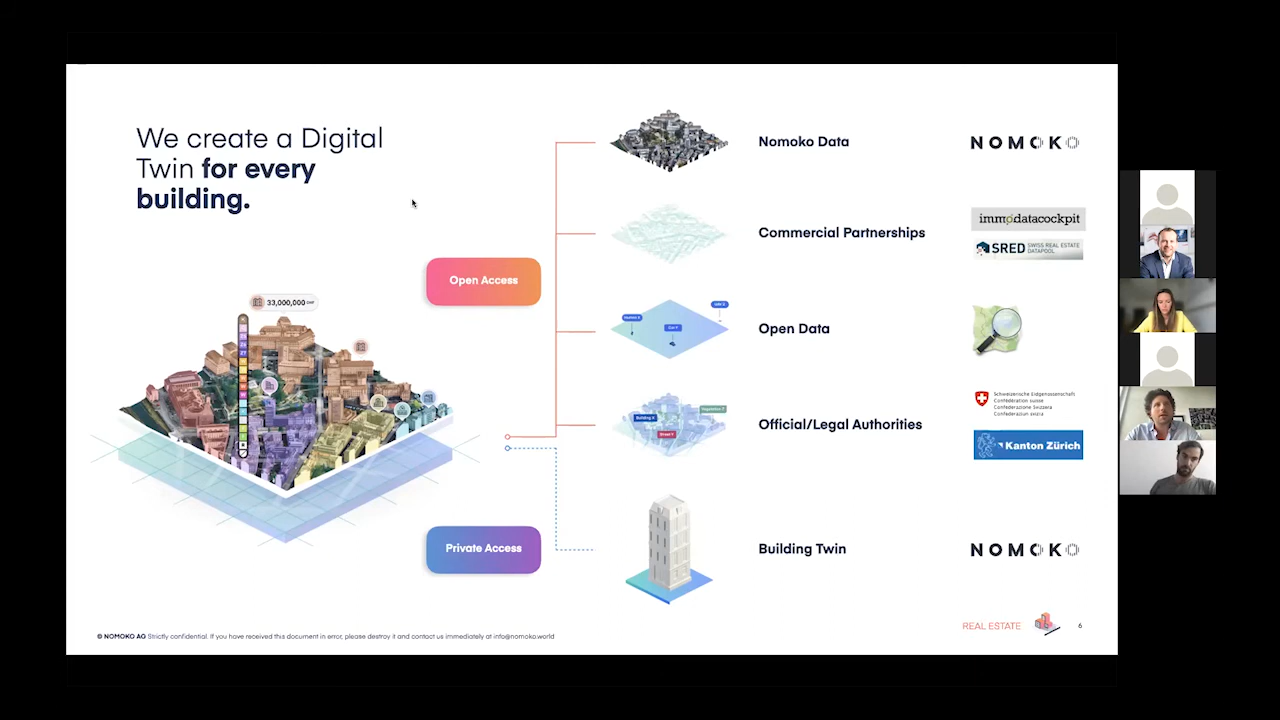 We create a Digital
Twin for every
building.
33,000,000 CHF
Open Access
Private Access
Nomoko Data
NOMOKO
Commercial Partnerships
immodatacockpit
SRED SWISS REAL ESTATE
DATAPOOL
Open Data
Official/Legal Authorities
Building
Street
Schweizerische Eidgenossenschaft
Confédération suisse
Confederazione Svizzera
Confederaziun svizra
Kanton Zürich
Building Twin
NOMOKO
© NOMOKO AG Strictly confidential. If you have received this document in error, please destroy it and contact us immediately at info@nomoko.world
REAL ESTATE
6